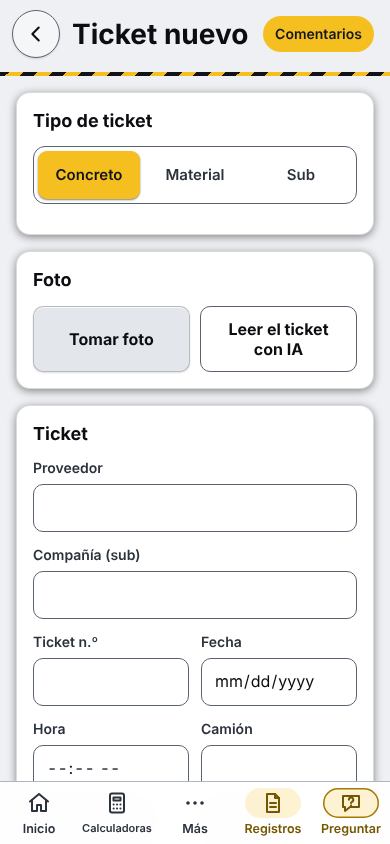 Ticket nuevo
Comentarios
Tipo de ticket
Concreto
Material
Sub
Foto
Tomar foto
Leer el ticket
con IA
Ticket
Proveedor
Compañía (sub)
Ticket n.º
Fecha
mm/dd/yyyy
Hora
Camión
--:-- --
Inicio
Calculadoras
Más
Registros
Preguntar